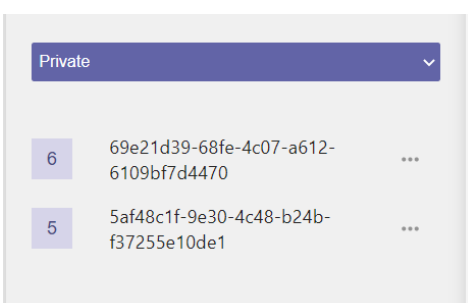 Private
6
69e21d39-68fe-4c07-a612-
6109bf7d4470
5
5af48c1f-9e30-4c48-b24b-
f37255e10de1